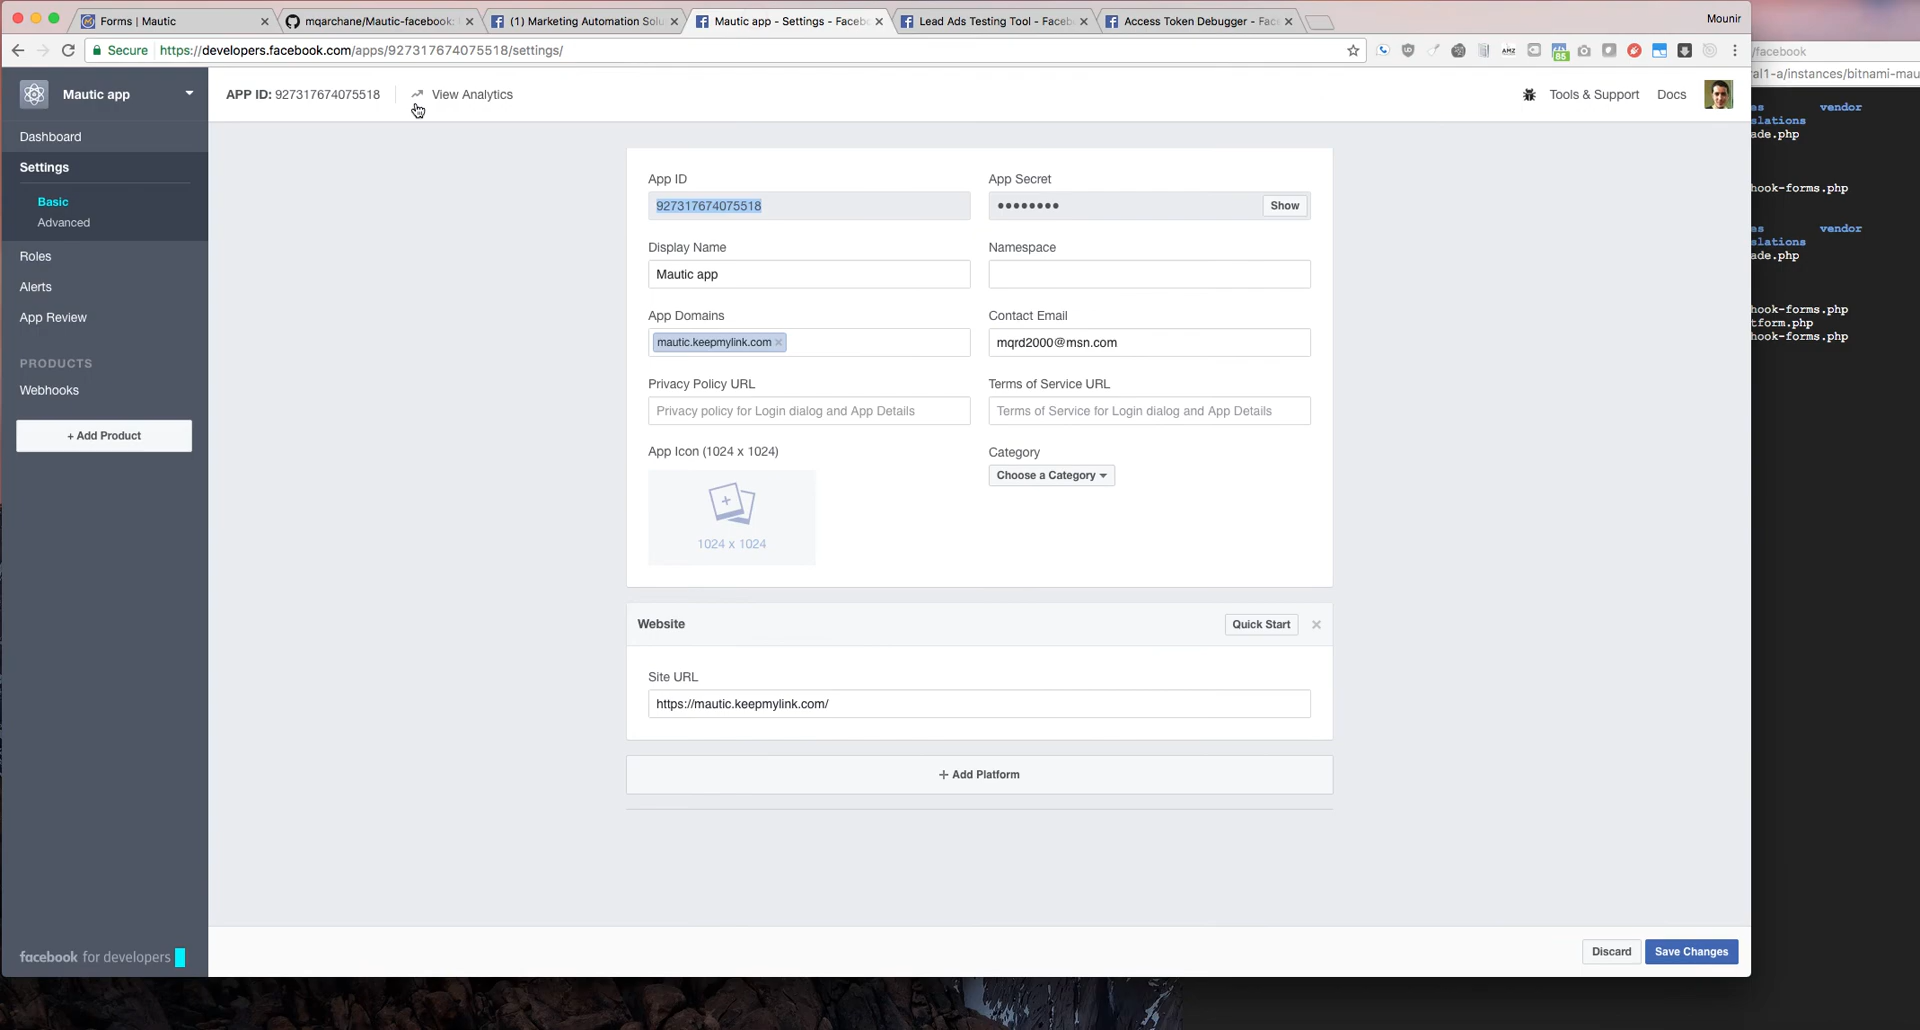 Forms | Mautic
mqarchane/Mautic-facebook:
(1) Marketing Automation Solu
Mautic app - Settings - Facebo
Lead Ads Testing Tool - Faceb
Access Token Debugger - Fac
Mounir
Secure https://developers.facebook.com/apps/927317674075518/settings/
AMZ
85
/facebook
al1-a/instances/bitnami-mau
Mautic app
APP ID: 927317674075518
View Analytics
Tools & Support
Docs
Dashboard
Settings
Basic
Advanced
Roles
Alerts
App Review
PRODUCTS
Webhooks
+ Add Product
facebook for developers
App ID
927317674075518
App Secret
••••••••
Show
Display Name
Mautic app
Namespace
App Domains
mautic.keepmylink.com ×
Contact Email
mqrd2000@msn.com
Privacy Policy URL
Privacy policy for Login dialog and App Details
Terms of Service URL
Terms of Service for Login dialog and App Details
App Icon (1024 x 1024)
1024 x 1024
Category
Choose a Category
Website
Quick Start
Site URL
https://mautic.keepmylink.com/
+ Add Platform
Discard
Save Changes
es vendor
slations
ade.php
hook-forms.php
es vendor
slations
ade.php
hook-forms.php
tform.php
hook-forms.php